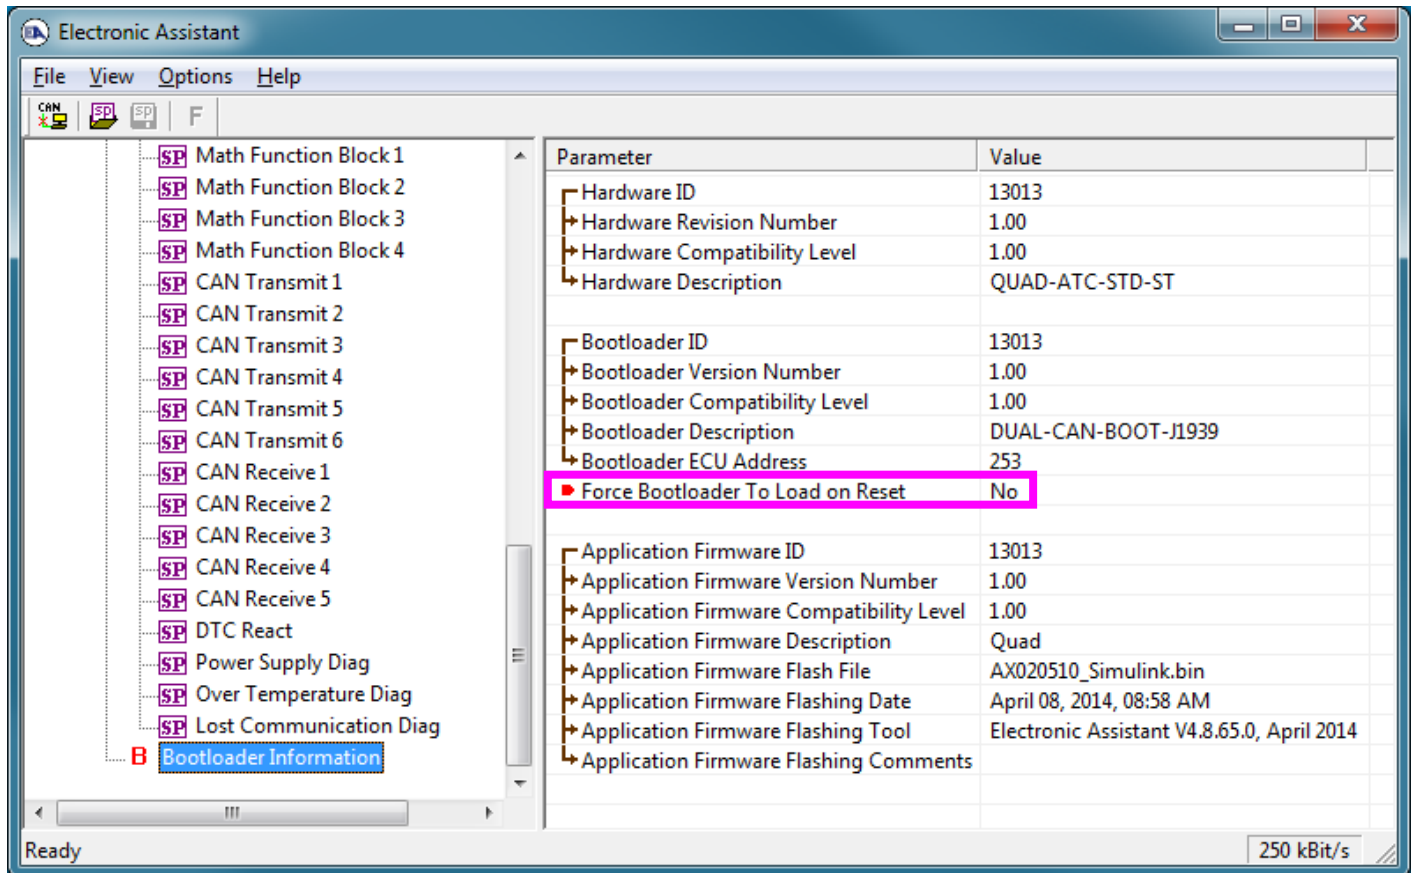 Electronic Assistant
File View Options Help
CAN SP SP F
SP Math Function Block 1
SP Math Function Block 2
SP Math Function Block 3
SP Math Function Block 4
SP CAN Transmit 1
SP CAN Transmit 2
SP CAN Transmit 3
SP CAN Transmit 4
SP CAN Transmit 5
SP CAN Transmit 6
SP CAN Receive 1
SP CAN Receive 2
SP CAN Receive 3
SP CAN Receive 4
SP CAN Receive 5
SP DTC React
SP Power Supply Diag
SP Over Temperature Diag
SP Lost Communication Diag
B Bootloader Information
Parameter Value
Hardware ID 13013
Hardware Revision Number 1.00
Hardware Compatibility Level 1.00
Hardware Description QUAD-ATC-STD-ST
Bootloader ID 13013
Bootloader Version Number 1.00
Bootloader Compatibility Level 1.00
Bootloader Description DUAL-CAN-BOOT-J1939
Bootloader ECU Address 253
Force Bootloader To Load on Reset No
Application Firmware ID 13013
Application Firmware Version Number 1.00
Application Firmware Compatibility Level 1.00
Application Firmware Description Quad
Application Firmware Flash File AX020510_Simulink.bin
Application Firmware Flashing Date April 08, 2014, 08:58 AM
Application Firmware Flashing Tool Electronic Assistant V4.8.65.0, April 2014
Application Firmware Flashing Comments
Ready 250 kBit/s